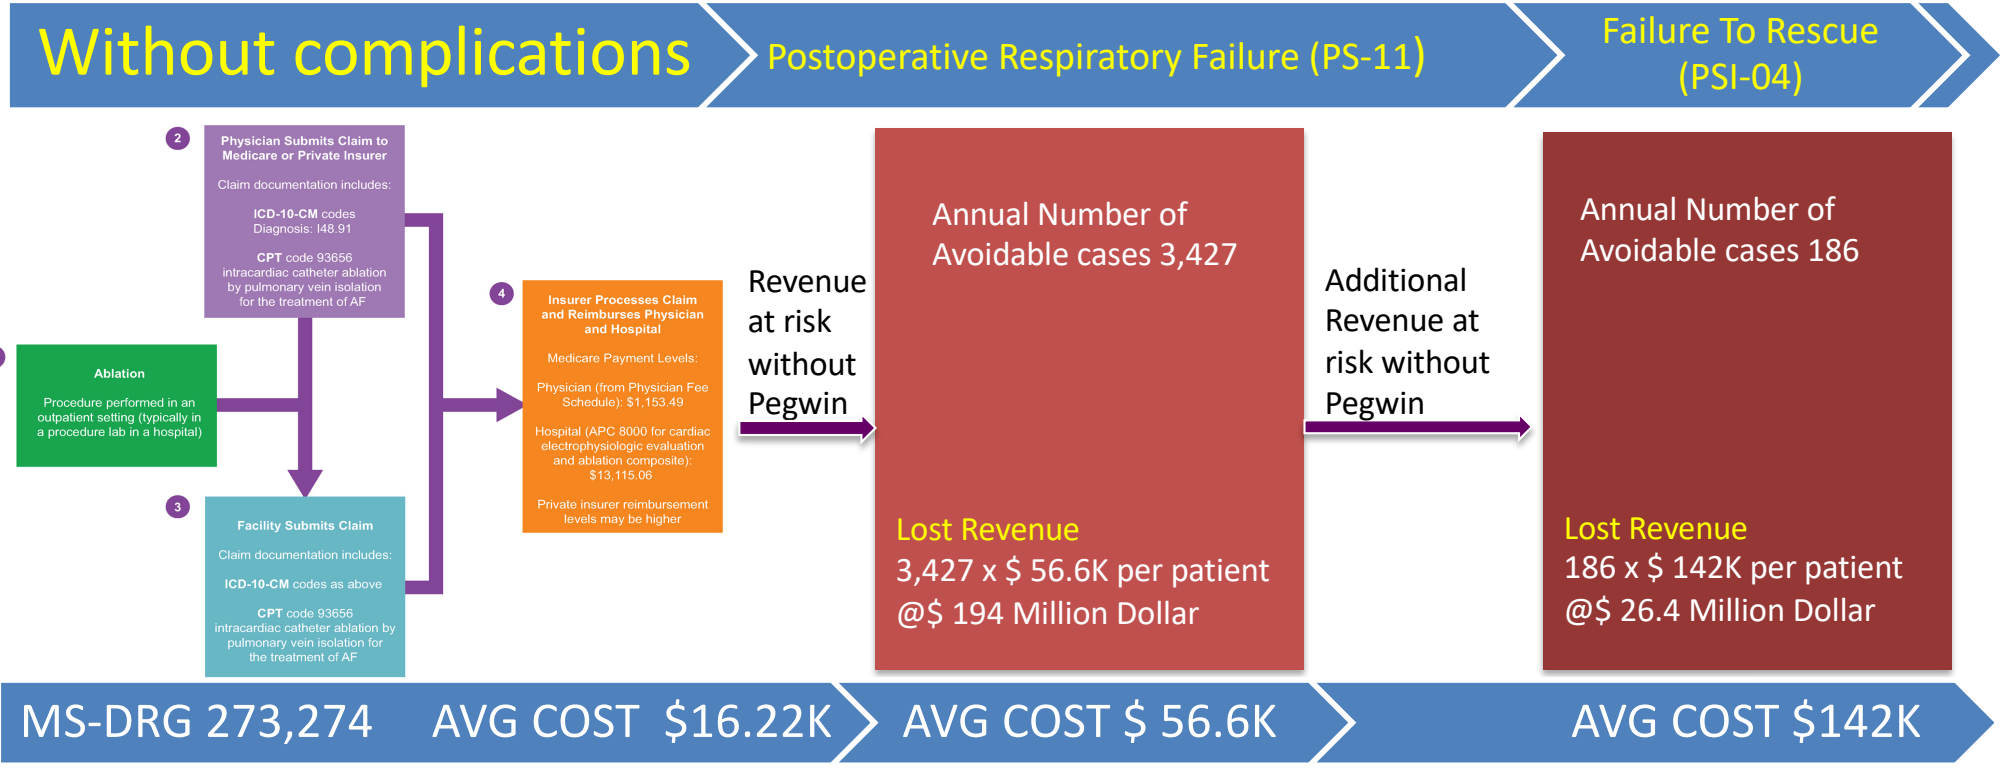 Without complications
Postoperative Respiratory Failure (PS-11)
Failure To Rescue
(PSI-04)
2
Physician Submits Claim to
Medicare or Private Insurer
Claim documentation includes:
ICD-10-CM codes
Diagnosis: I48.91
CPT code 93656
intracardiac catheter ablation
by pulmonary vein isolation
for the treatment of AF
Ablation
Procedure performed in an
outpatient setting (typically in
a procedure lab in a hospital)
3
Facility Submits Claim
Claim documentation includes:
ICD-10-CM codes as above
CPT code 93656
intracardiac catheter ablation by
pulmonary vein isolation for
the treatment of AF
4
Insurer Processes Claim
and Reimburses Physician
and Hospital
Medicare Payment Levels:
Physician (from Physician Fee
Schedule): $1,153.49
Hospital (APC 8000 for cardiac
electrophysiologic evaluation
and ablation composite):
$13,115.06
Private insurer reimbursement
levels may be higher
Revenue
at risk
without
Pegwin
Annual Number of
Avoidable cases 3,427
Lost Revenue
3,427 x $ 56.6K per patient
@$ 194 Million Dollar
Additional
Revenue at
risk without
Pegwin
Annual Number of
Avoidable cases 186
Lost Revenue
186 x $ 142K per patient
@$ 26.4 Million Dollar
MS-DRG 273,274 AVG COST $16.22K
AVG COST $ 56.6K
AVG COST $142K